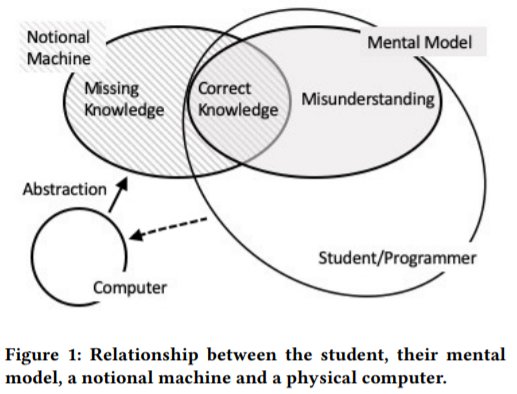 Notional
Machine
Mental Model
Missing
Knowledge
Correct
Knowledge
Misunderstanding
Abstraction
Student/Programmer
Computer
Figure 1: Relationship between the student, their mental
model, a notional machine and a physical computer.